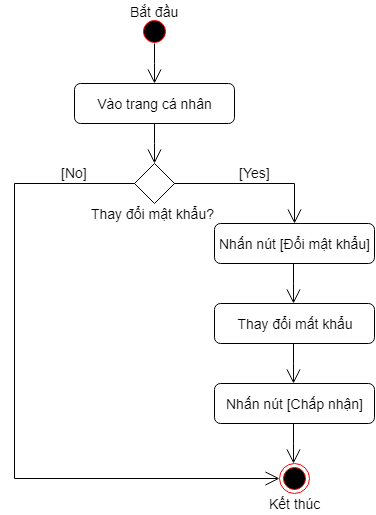 Bắt đầu
Vào trang cá nhân
[No]
[Yes]
Thay đổi mật khẩu?
Nhấn nút [Đổi mật khẩu]
Thay đổi mất khẩu
Nhấn nút [Chấp nhận]
Kết thúc